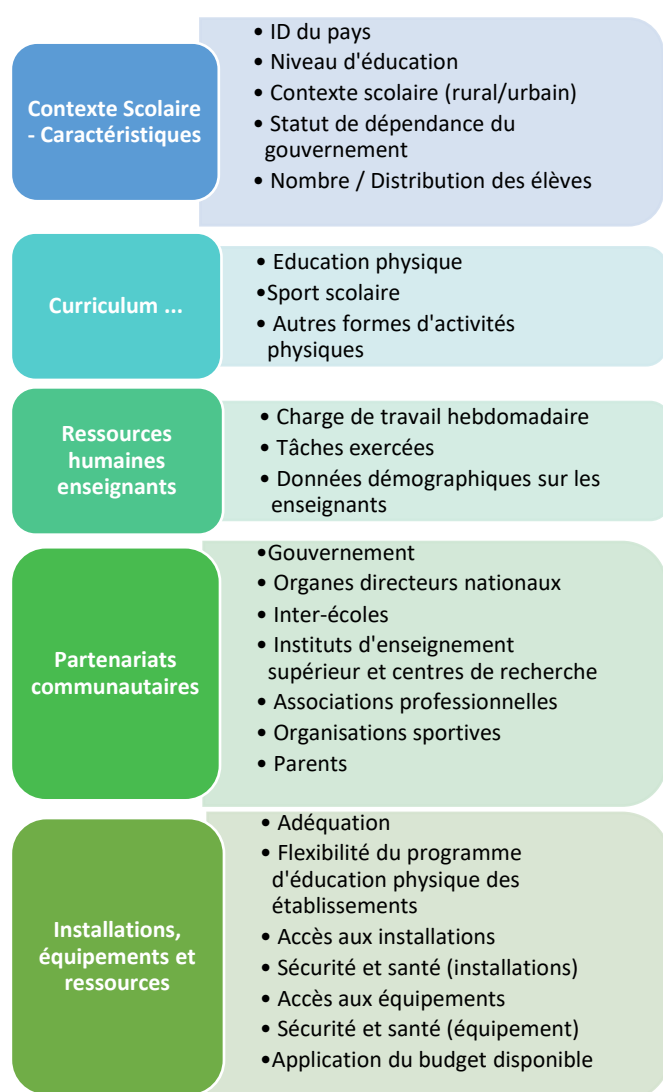 Contexte Scolaire
- Caractéristiques
• ID du pays
• Niveau d'éducation
• Contexte scolaire (rural/urbain)
• Statut de dépendance du
gouvernement
• Nombre / Distribution des élèves
Curriculum ...
• Education physique
•Sport scolaire
• Autres formes d'activités
physiques
Ressources
humaines
enseignants
• Charge de travail hebdomadaire
• Tâches exercées
• Données démographiques sur les
enseignants
Partenariats
communautaires
•Gouvernement
• Organes directeurs nationaux
• Inter-écoles
• Instituts d'enseignement
supérieur et centres de recherche
• Associations professionnelles
• Organisations sportives
• Parents
Installations,
équipements et
ressources
• Adéquation
• Flexibilité du programme
d'éducation physique des
établissements
• Accès aux installations
• Sécurité et santé (installations)
• Accès aux équipements
• Sécurité et santé (équipement)
•Application du budget disponible